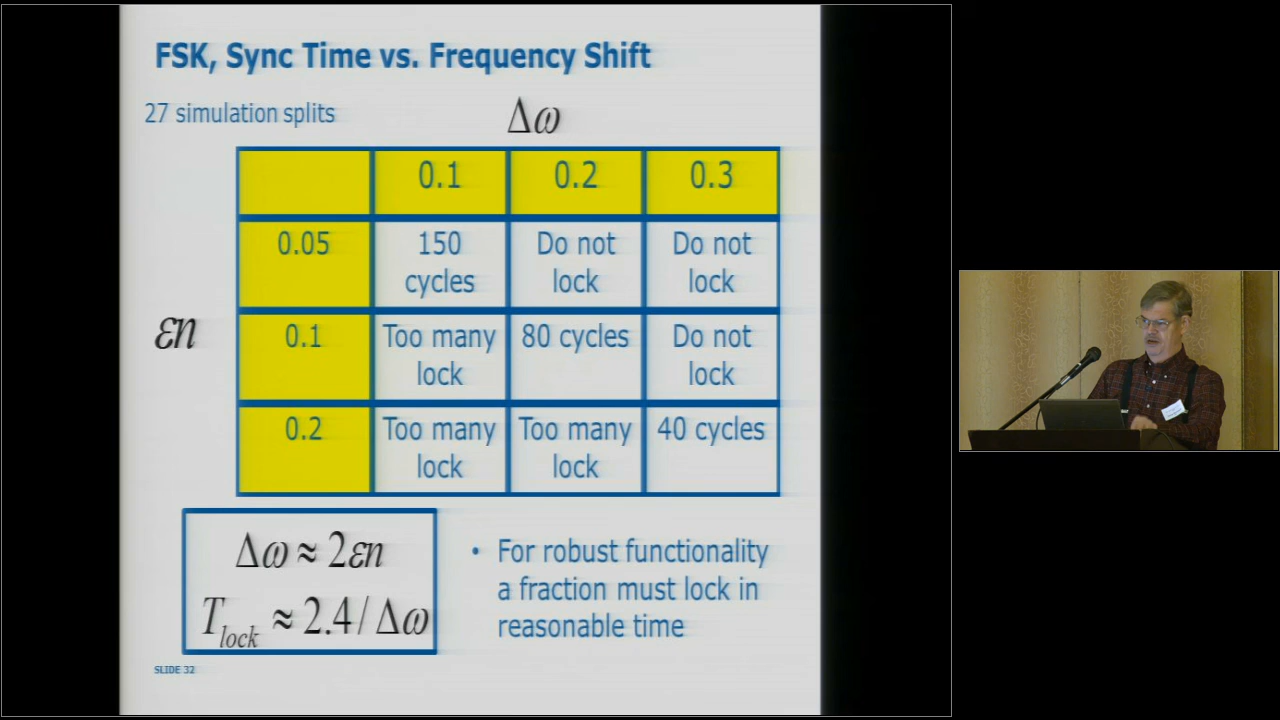 FSK, Sync Time vs. Frequency Shift
27 simulation splits
Δω
0.1 0.2 0.3
0.05 150 cycles Do not lock Do not lock
εn
0.1 Too many lock 80 cycles Do not lock
0.2 Too many lock Too many lock 40 cycles
Δω ≈ 2εn
T_lock ≈ 2.4 / Δω
• For robust functionality
a fraction must lock in
reasonable time
SLIDE 32